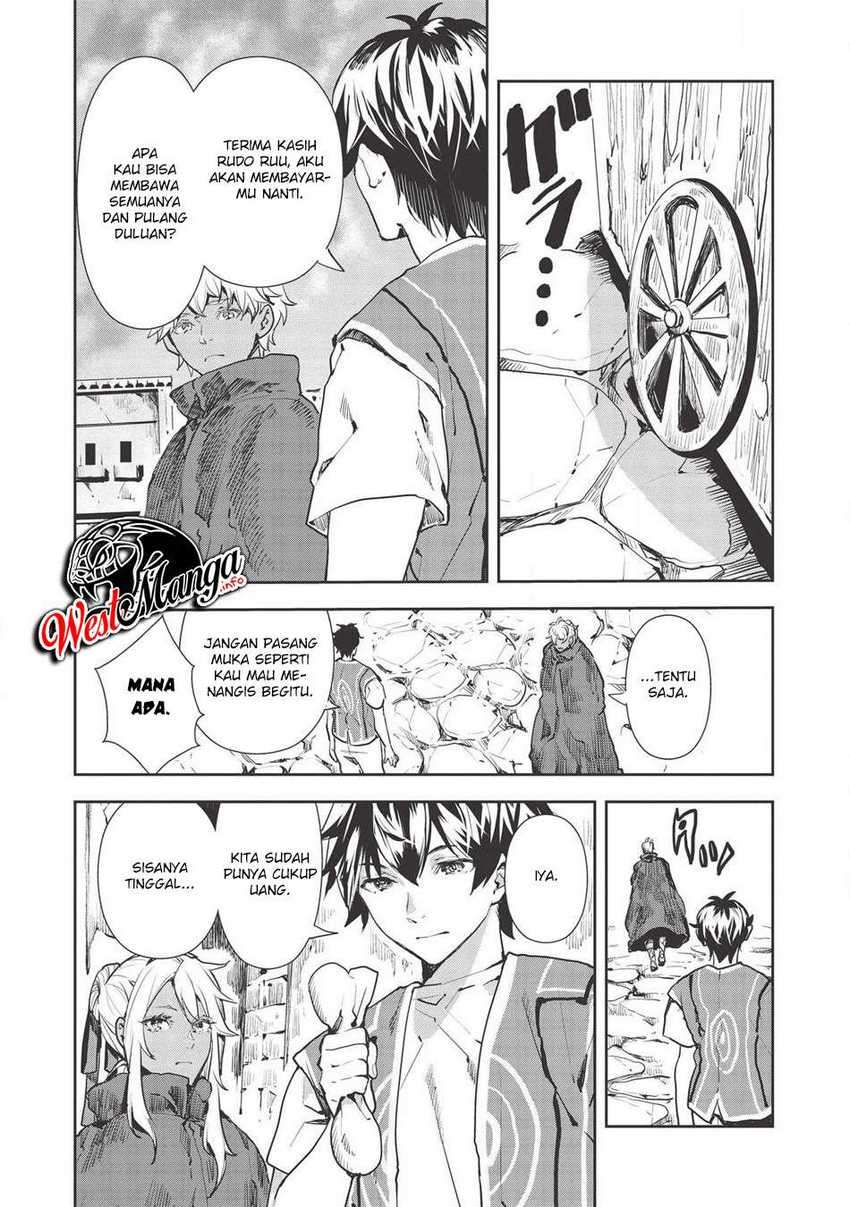 ガ
ガ...
TERIMA KASIH
RUDO RUU, AKU
AKAN MEMBAYAR-
MU NANTI.
APA
KAU BISA
MEMBAWA
SEMUANYA
DAN PULANG
DULUAN?
...TENTU
SAJA.
JANGAN PASANG
MUKA SEPERTI
KAU MAU ME-
NANGIS BEGITU.
MANA
ADA.
WestManga
.info
IYA.
KITA SUDAH
PUNYA CUKUP
UANG.
SISANYA
TINGGAL...